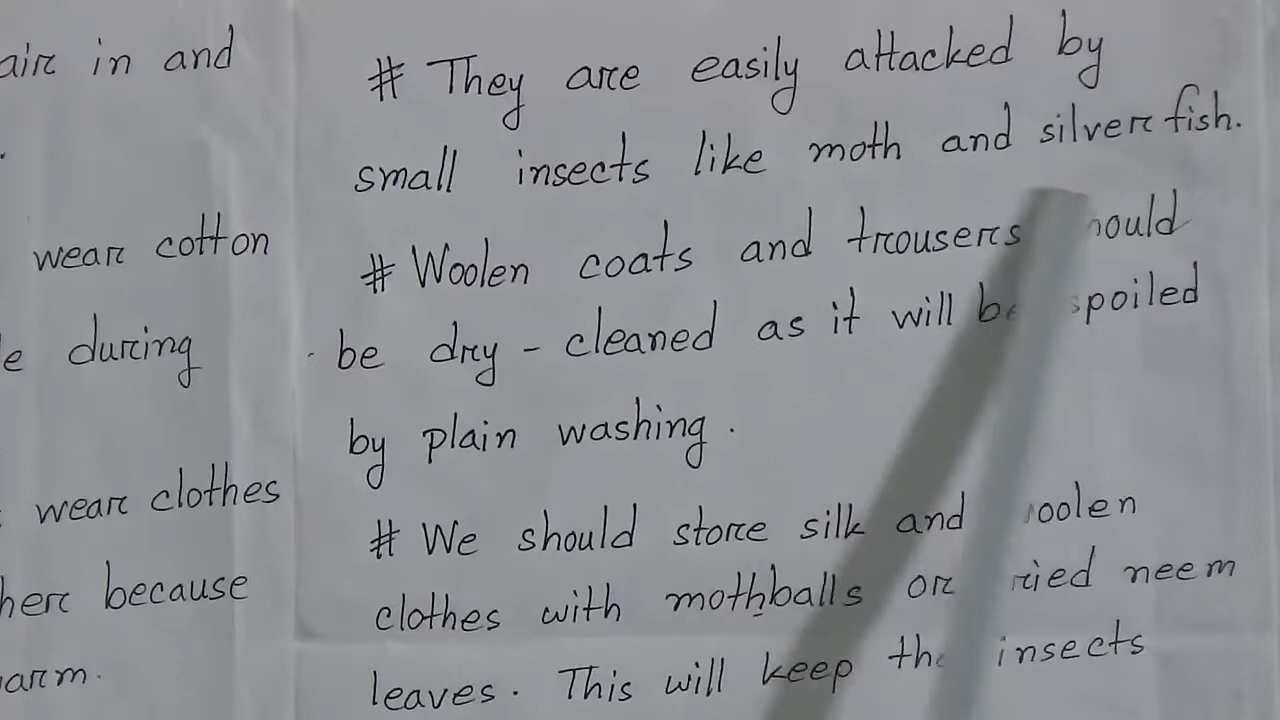 air in and
wear cotton
e during
wear clothes
her because
arm.
# They are easily attacked by
small insects like moth and silver fish.
# Woolen coats and trousers should
be dry - cleaned as it will be spoiled
by plain washing.
# We should store silk and woolen
clothes with mothballs or dried neem
leaves. This will keep the insects